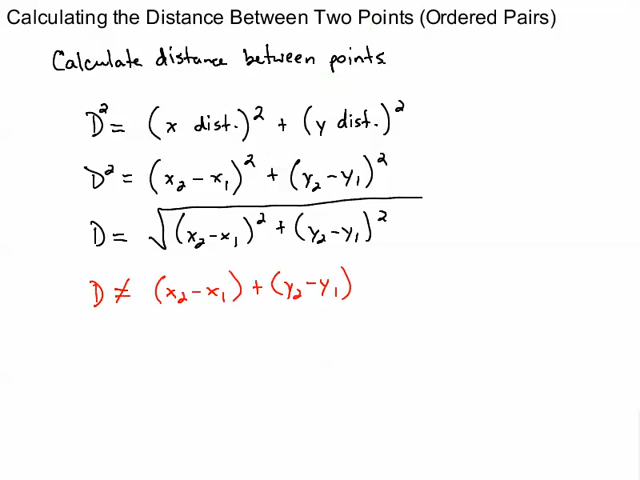 Calculating the Distance Between Two Points (Ordered Pairs)
Calculate distance between points
D² = (x dist.)² + (y dist.)²
D² = (x₂ − x₁)² + (y₂ − y₁)²
D = √((x₂ − x₁)² + (y₂ − y₁)²)
D ≠ (x₂ − x₁) + (y₂ − y₁)